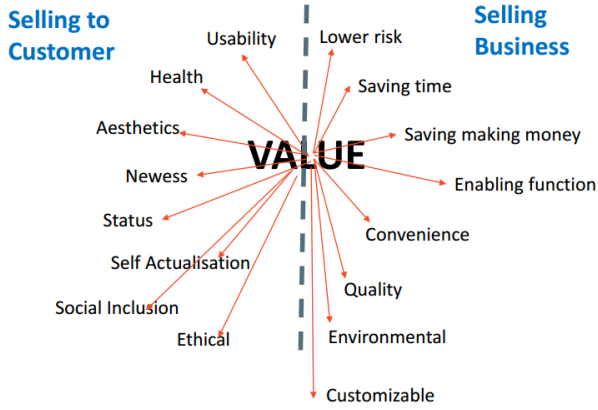 Selling to
Customer
Selling
Business
Usability
Lower risk
Health
Saving time
Aesthetics
Saving making money
VALUE
Newess
Enabling function
Status
Convenience
Self Actualisation
Quality
Social Inclusion
Ethical
Environmental
Customizable